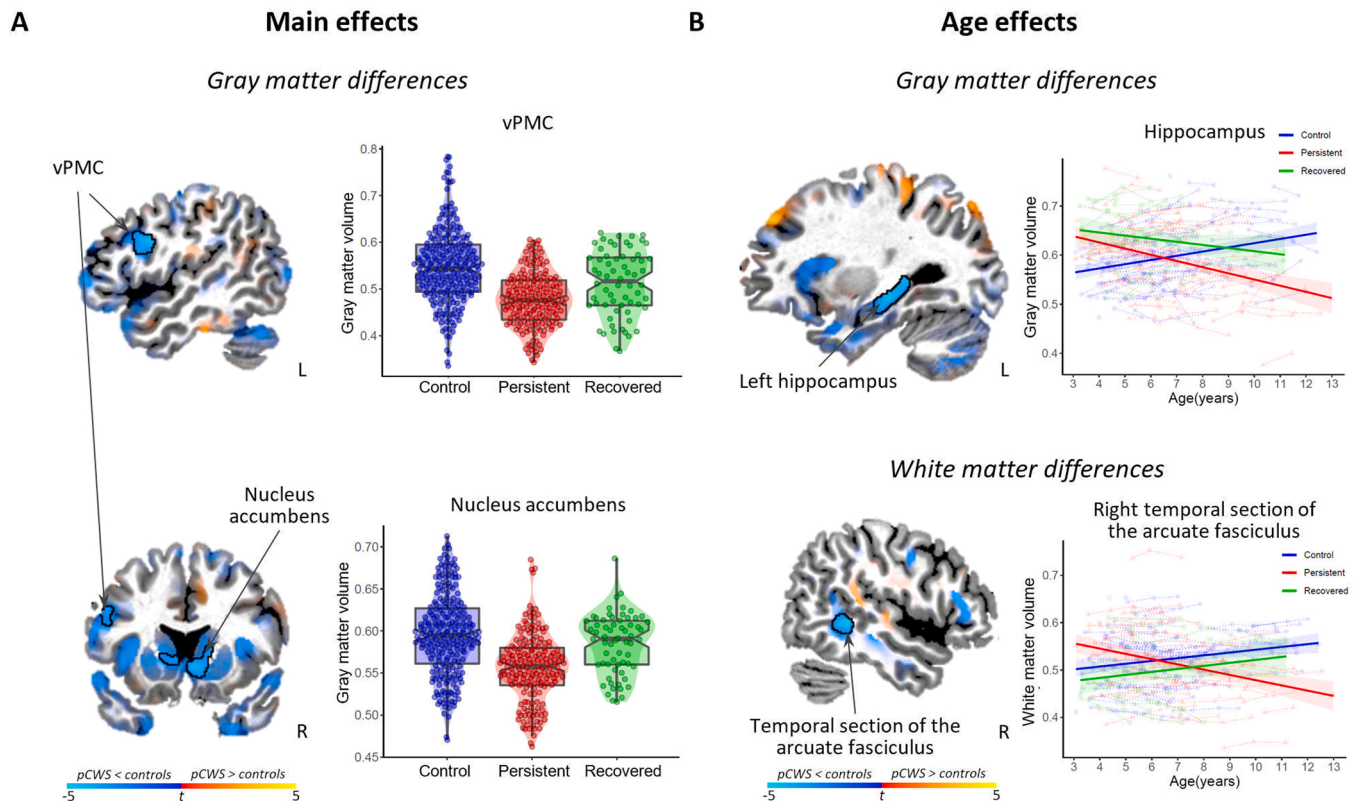 A
Main effects
Gray matter differences
vPMC
vPMC
Gray matter volume
0.8
0.7
0.6
0.5
0.4
Control
Persistent
Recovered
L
Nucleus
accumbens
Nucleus accumbens
Gray matter volume
0.70
0.65
0.60
0.55
0.50
0.45
Control
Persistent
Recovered
R
pCWS < controls
pCWS > controls
-5
t
5
B
Age effects
Gray matter differences
Hippocampus
Control
Persistent
Recovered
Gray matter volume
0.7
0.6
0.5
0.4
3 4 5 6 7 8 9 10 11 12 13
Age(years)
Left hippocampus
L
White matter differences
Right temporal section of
the arcuate fasciculus
Control
Persistent
Recovered
White matter volume
0.7
0.6
0.5
0.4
3 4 5 6 7 8 9 10 11 12 13
Age(years)
Temporal section of the
arcuate fasciculus
R
pCWS < controls
pCWS > controls
-5
t
5